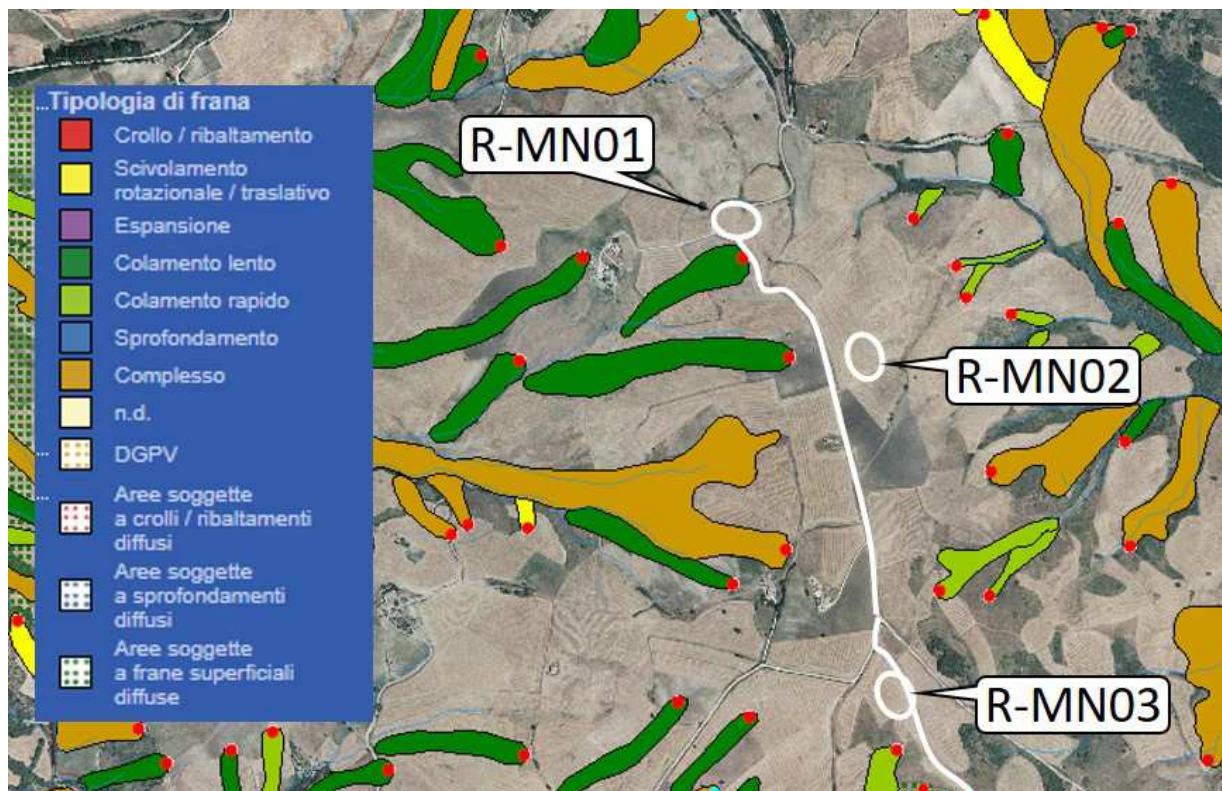 ...Tipologia di frana
Crollo / ribaltamento
Scivolamento
rotazionale / traslativo
Espansione
Colamento lento
Colamento rapido
Sprofondamento
Complesso
n.d.
... DGPV
... Aree soggette
a crolli / ribaltamenti
diffusi
Aree soggette
a sprofondamenti
diffusi
Aree soggette
a frane superficiali
diffuse
R-MN01
R-MN02
R-MN03